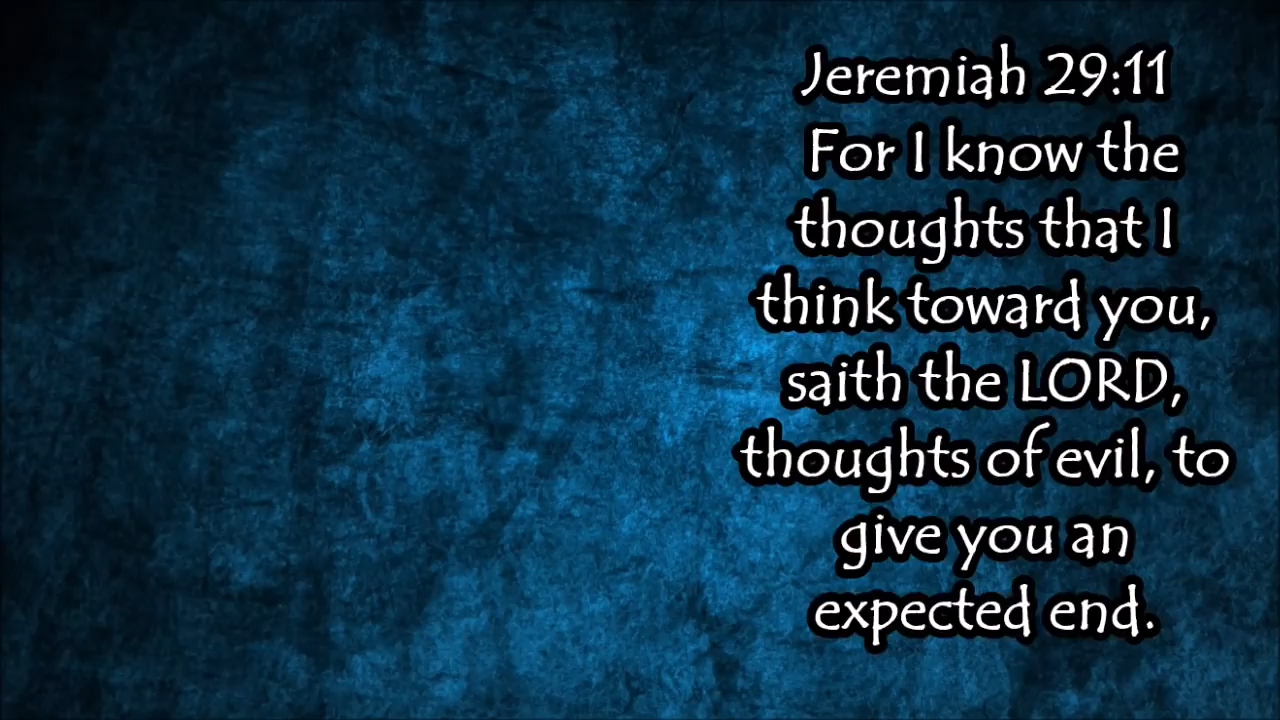 Jeremiah 29:11
For I know the
thoughts that I
think toward you,
saith the LORD,
thoughts of evil, to
give you an
expected end.